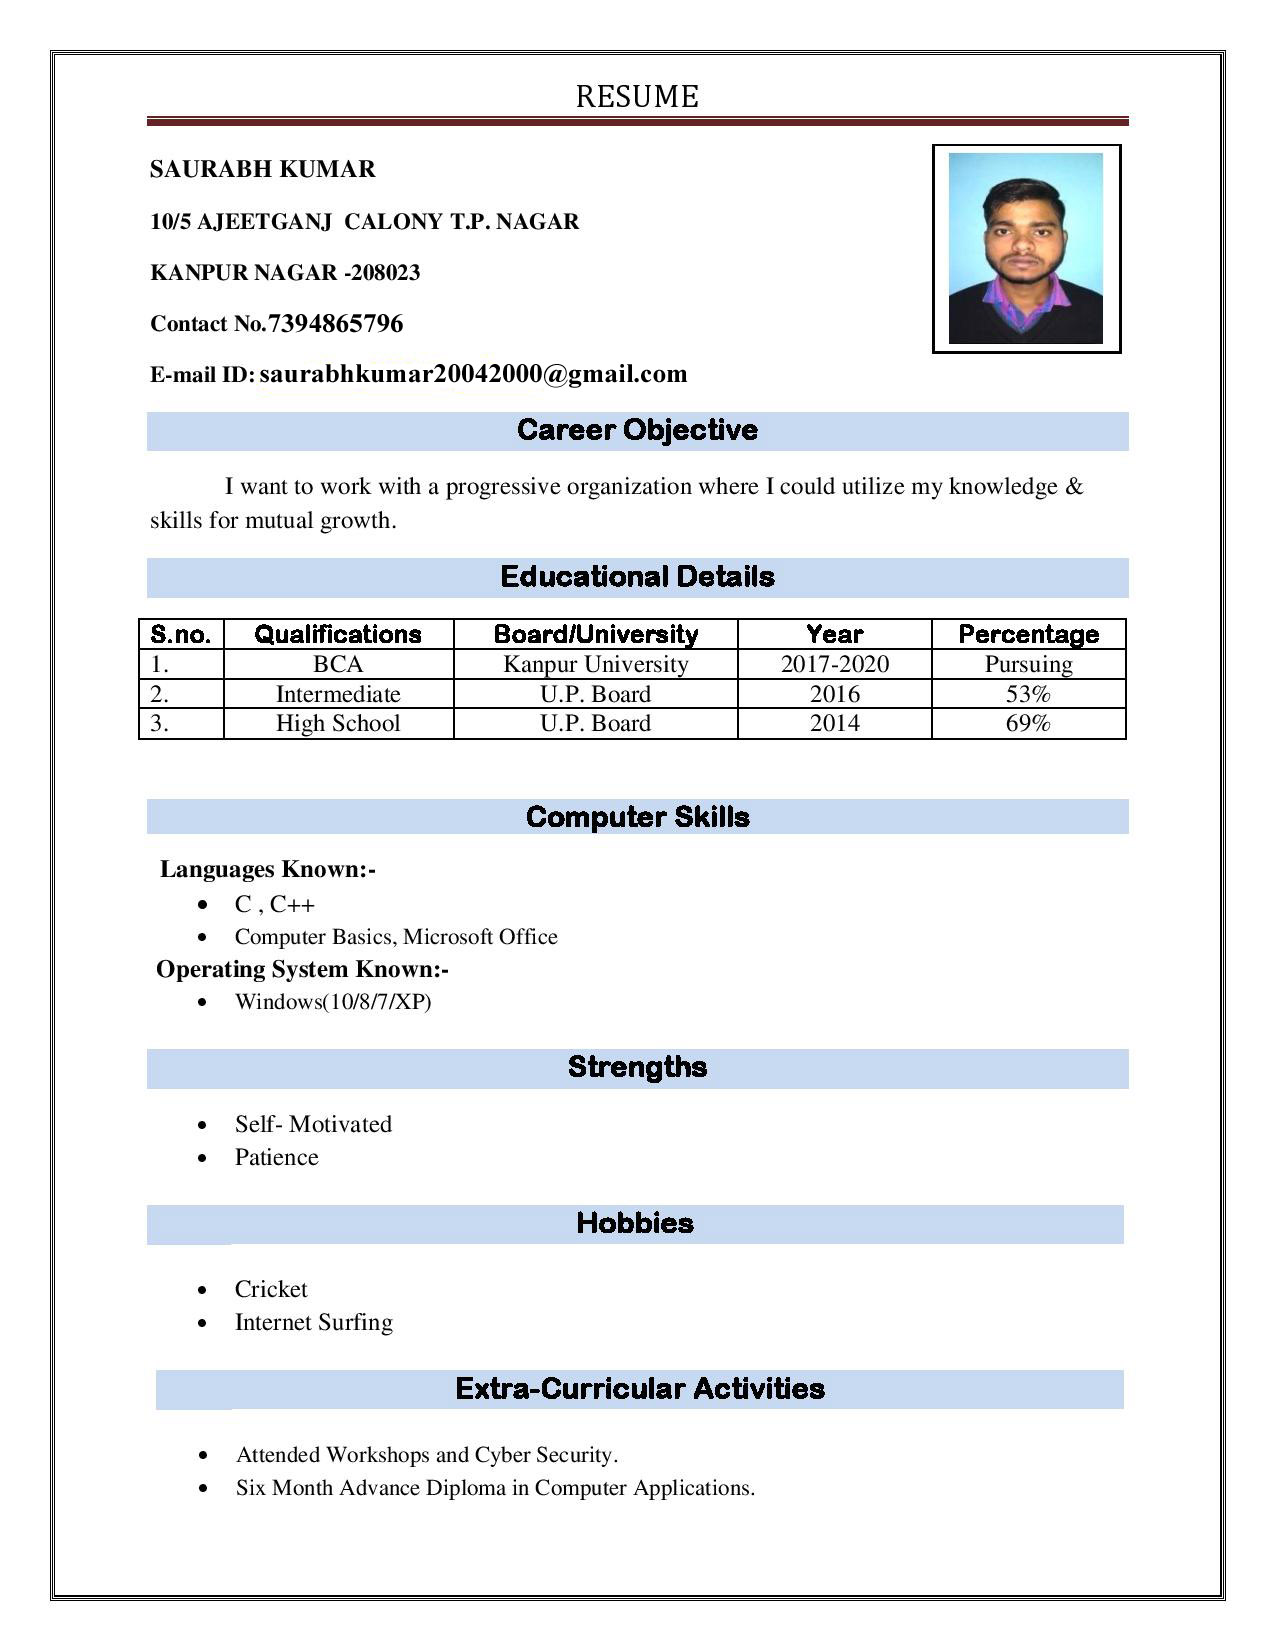 RESUME
SAURABH KUMAR
10/5 AJEETGANJ CALONY T.P. NAGAR
KANPUR NAGAR -208023
Contact No.7394865796
E-mail ID: saurabhkumar20042000@gmail.com
Career Objective
I want to work with a progressive organization where I could utilize my knowledge &
skills for mutual growth.
Educational Details
S.no. Qualifications Board/University Year Percentage
1. BCA Kanpur University 2017-2020 Pursuing
2. Intermediate U.P. Board 2016 53%
3. High School U.P. Board 2014 69%
Computer Skills
Languages Known:-
• C , C++
• Computer Basics, Microsoft Office
Operating System Known:-
• Windows(10/8/7/XP)
Strengths
• Self- Motivated
• Patience
Hobbies
• Cricket
• Internet Surfing
Extra-Curricular Activities
• Attended Workshops and Cyber Security.
• Six Month Advance Diploma in Computer Applications.